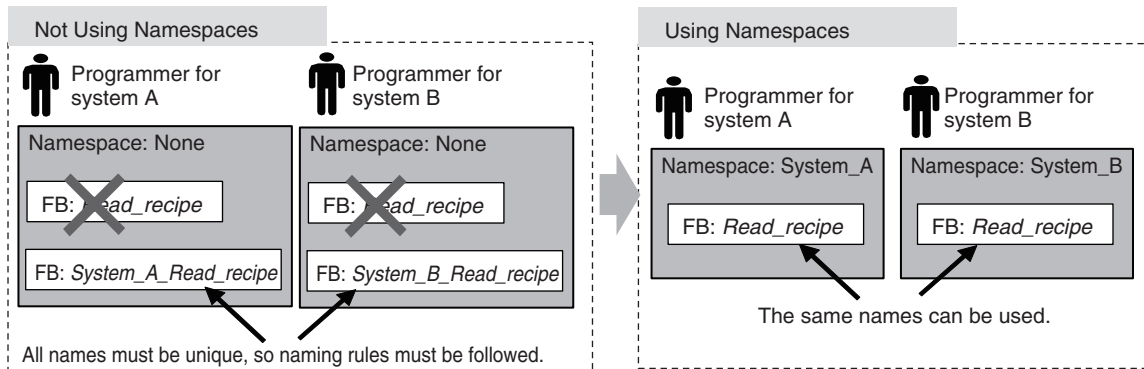 Not Using Namespaces
Programmer for
system A
Programmer for
system B
Namespace: None
Namespace: None
FB: Read_recipe
FB: Read_recipe
FB: System_A_Read_recipe
FB: System_B_Read_recipe
All names must be unique, so naming rules must be followed.
Using Namespaces
Programmer for
system A
Programmer for
system B
Namespace: System_A
Namespace: System_B
FB: Read_recipe
FB: Read_recipe
The same names can be used.